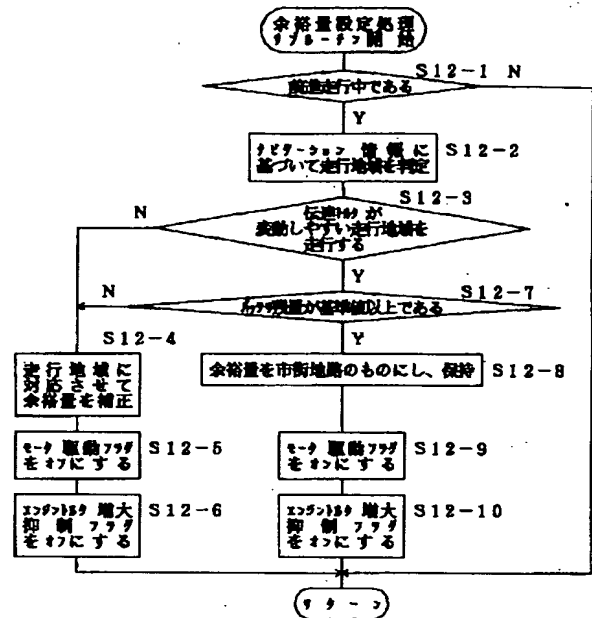 余裕量設定処理
サブルーチン 開始
S12-1 N
前進走行中である
Y
ナビゲーション 情報に
基づいて走行地域を判定
S12-2
S12-3
N
伝達トルク が
変動しやすい走行地域を
走行する
Y
N
S12-7
バッテリ残量が基準値以上である
S12-4
Y
走行地域に
対応させて
余裕量を補正
余裕量を市街地路のものにし、保持
S12-8
モータ 駆動フラグ
をオフにする
S12-5
モータ 駆動フラグ
をオンにする
S12-9
エンジントルク 増大
抑制 フラグ
をオフにする
S12-6
エンジントルク 増大
抑制 フラグ
をオンにする
S12-10
リターン